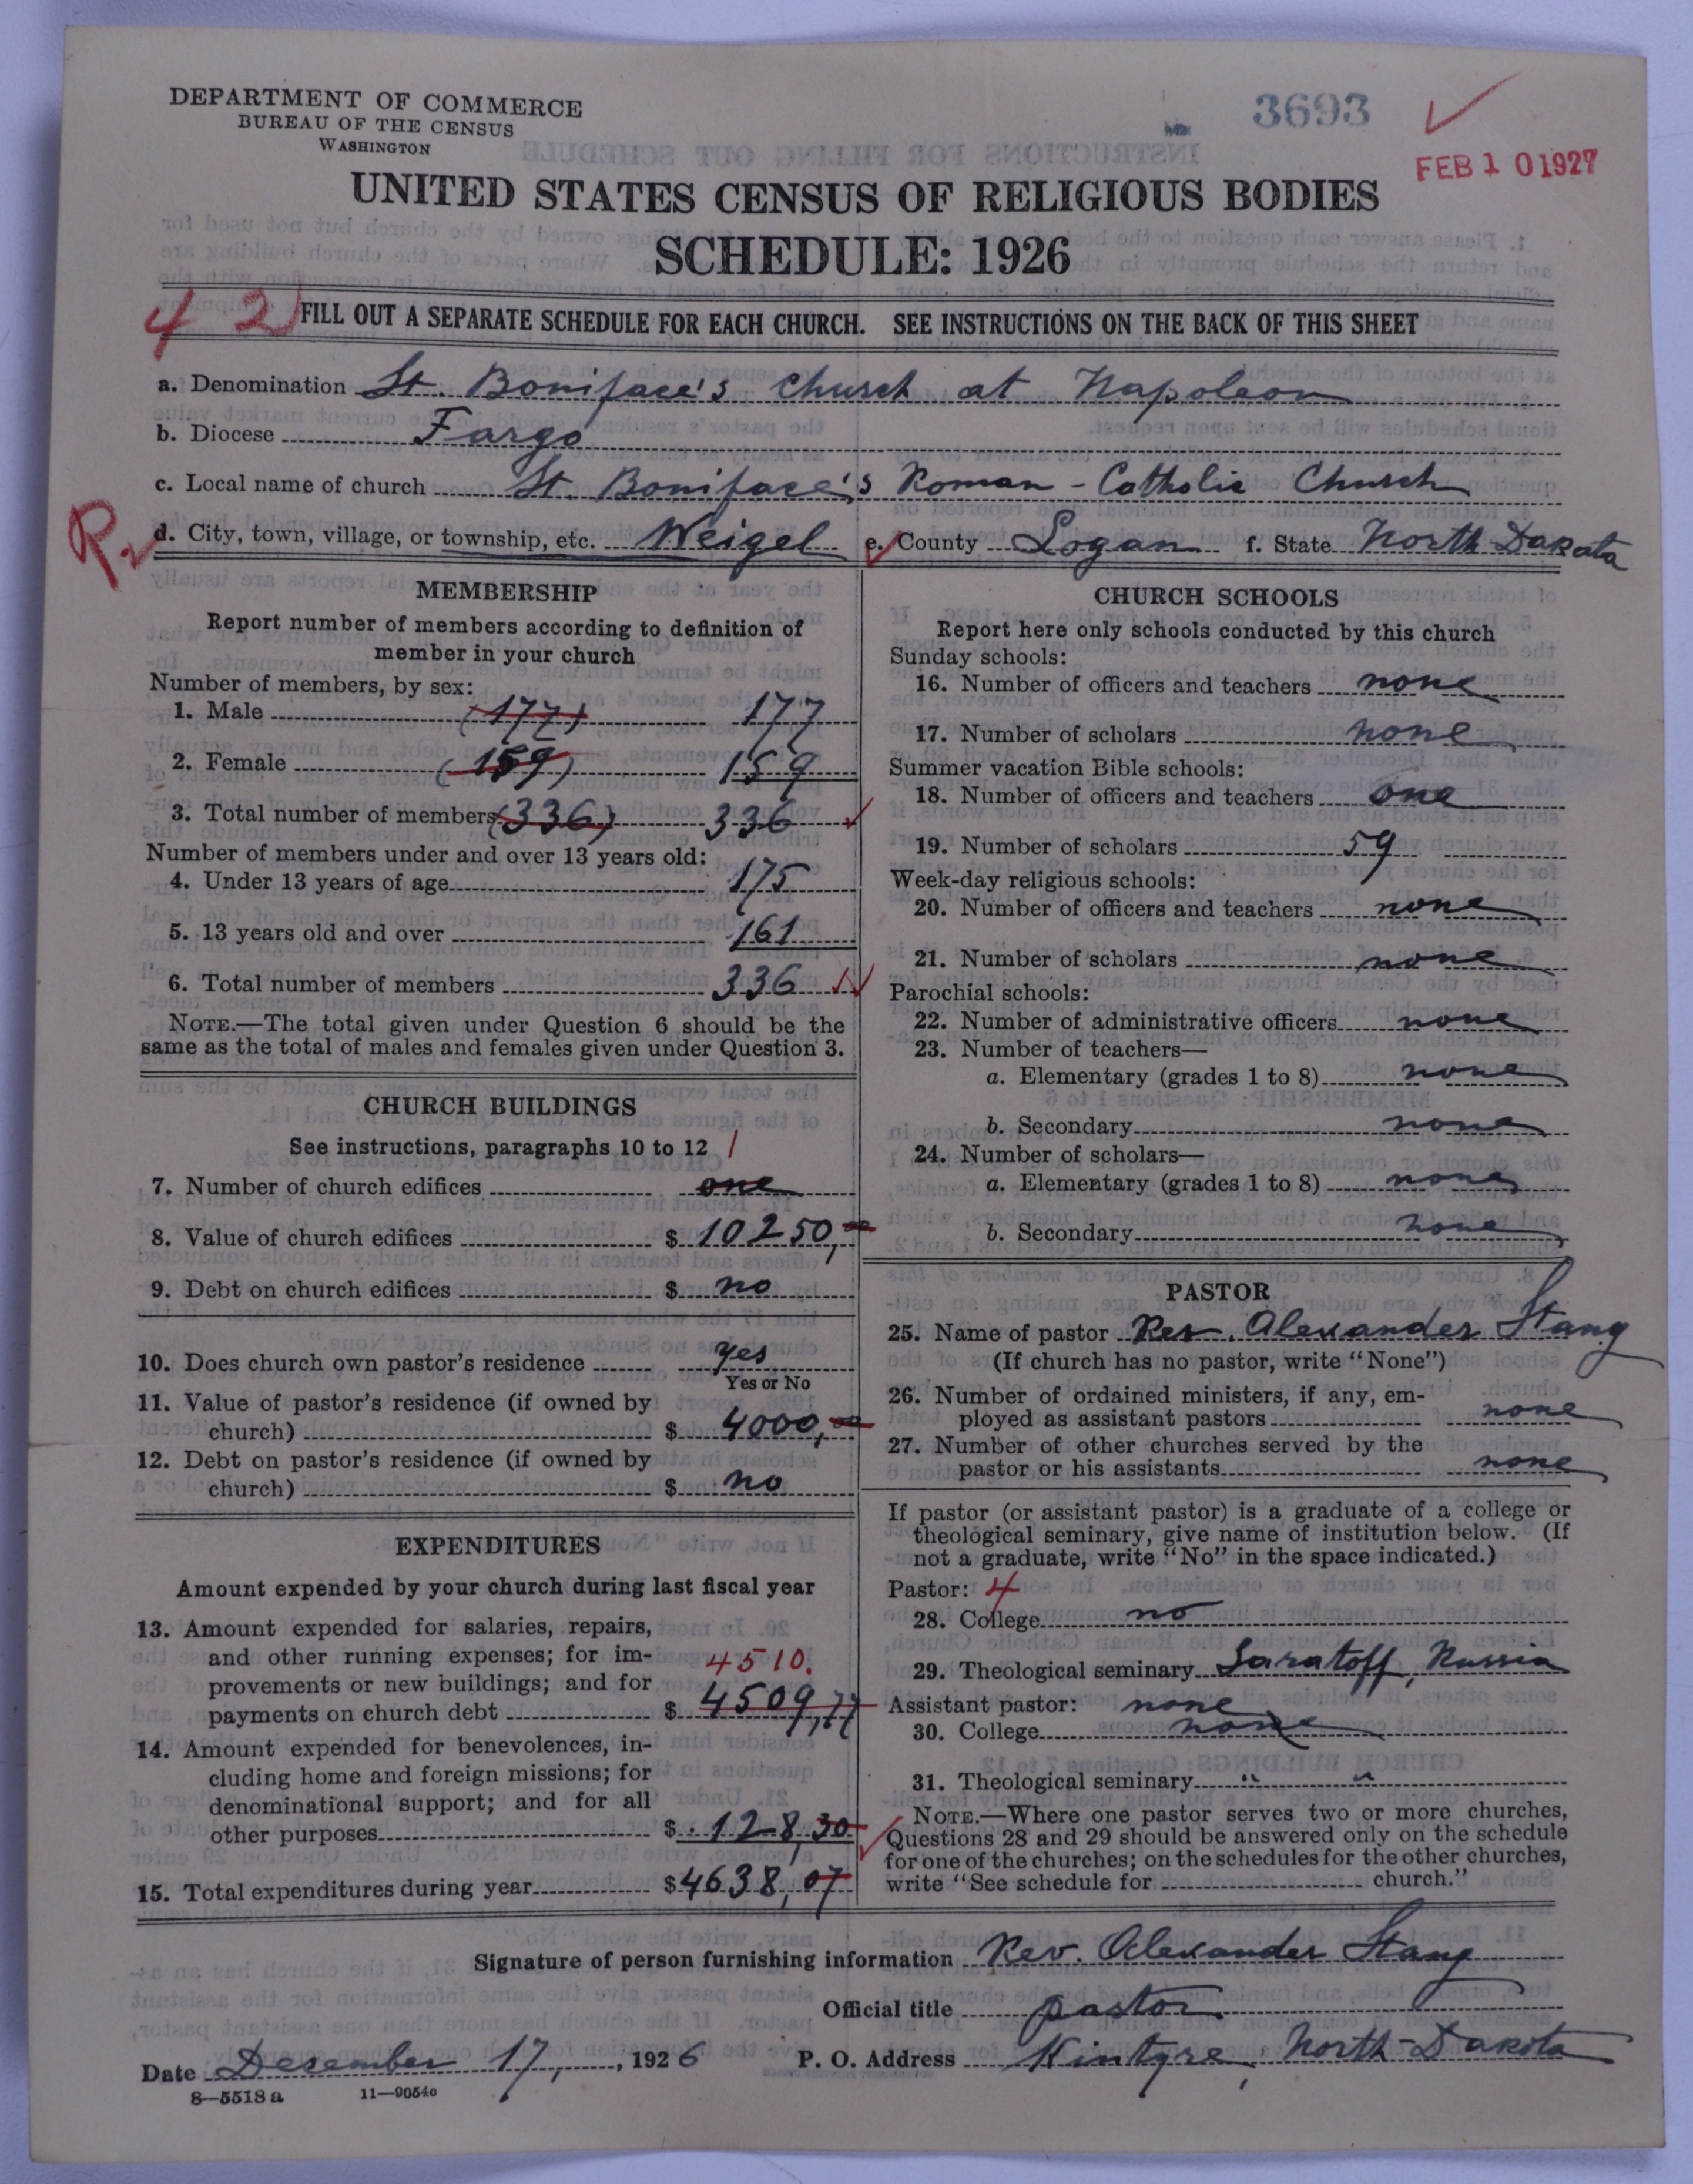 DEPARTMENT OF COMMERCE
BUREAU OF THE CENSUS
WASHINGTON
3693
FEB 10 1927
UNITED STATES CENSUS OF RELIGIOUS BODIES
SCHEDULE: 1926
4 2
FILL OUT A SEPARATE SCHEDULE FOR EACH CHURCH. SEE INSTRUCTIONS ON THE BACK OF THIS SHEET
a. Denomination St. Boniface's church at Napoleon
b. Diocese Fargo
c. Local name of church St. Boniface's Roman-Catholic Church
R
d. City, town, village, or township, etc. Weigel e. County Logan f. State North-Dakota
MEMBERSHIP
Report number of members according to definition of
member in your church
Number of members, by sex:
1. Male (177) 177
2. Female (159) 159
3. Total number of members (336) 336
Number of members under and over 13 years old:
4. Under 13 years of age 175
5. 13 years old and over 161
6. Total number of members 336
NOTE.—The total given under Question 6 should be the
same as the total of males and females given under Question 3.
CHURCH BUILDINGS
See instructions, paragraphs 10 to 12
1
7. Number of church edifices one
8. Value of church edifices $ 10250,00
9. Debt on church edifices $ no
10. Does church own pastor's residence yes
Yes or No
11. Value of pastor's residence (if owned by
church) $ 4000,00
12. Debt on pastor's residence (if owned by
church) $ no
EXPENDITURES
Amount expended by your church during last fiscal year
13. Amount expended for salaries, repairs,
and other running expenses; for im-
provements or new buildings; and for
4510.
payments on church debt $ 4509,77
14. Amount expended for benevolences, in-
cluding home and foreign missions; for
denominational support; and for all
other purposes $ 128,30
15. Total expenditures during year $ 4638,07
CHURCH SCHOOLS
Report here only schools conducted by this church
Sunday schools:
16. Number of officers and teachers none
17. Number of scholars none
Summer vacation Bible schools:
18. Number of officers and teachers one
19. Number of scholars 59
Week-day religious schools:
20. Number of officers and teachers none
21. Number of scholars none
Parochial schools:
22. Number of administrative officers none
23. Number of teachers—
a. Elementary (grades 1 to 8) none
b. Secondary none
24. Number of scholars—
a. Elementary (grades 1 to 8) none
b. Secondary none
PASTOR
25. Name of pastor Rev. Alexander Stang
(If church has no pastor, write "None")
26. Number of ordained ministers, if any, em-
ployed as assistant pastors none
27. Number of other churches served by the
pastor or his assistants none
If pastor (or assistant pastor) is a graduate of a college or
theological seminary, give name of institution below. (If
not a graduate, write "No" in the space indicated.)
Pastor: 4
28. College no
29. Theological seminary Saratoff, Russia
Assistant pastor: none
30. College none
31. Theological seminary " "
NOTE.—Where one pastor serves two or more churches,
Questions 28 and 29 should be answered only on the schedule
for one of the churches; on the schedules for the other churches,
write "See schedule for church."
Signature of person furnishing information Rev. Alexander Stang
Official title pastor
Date Desember 17, , 1926 P. O. Address Kintyre, North-Dakota
8—5518 a 11—9054c